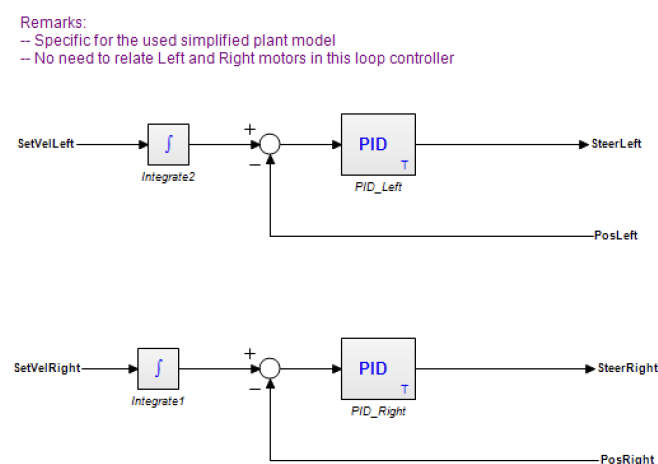 Remarks:
-- Specific for the used simplified plant model
-- No need to relate Left and Right motors in this loop controller
SetVelLeft
∫
+
−
PID
T
SteerLeft
Integrate2
PID_Left
PosLeft
SetVelRight
∫
+
−
PID
T
SteerRight
Integrate1
PID_Right
PosRight